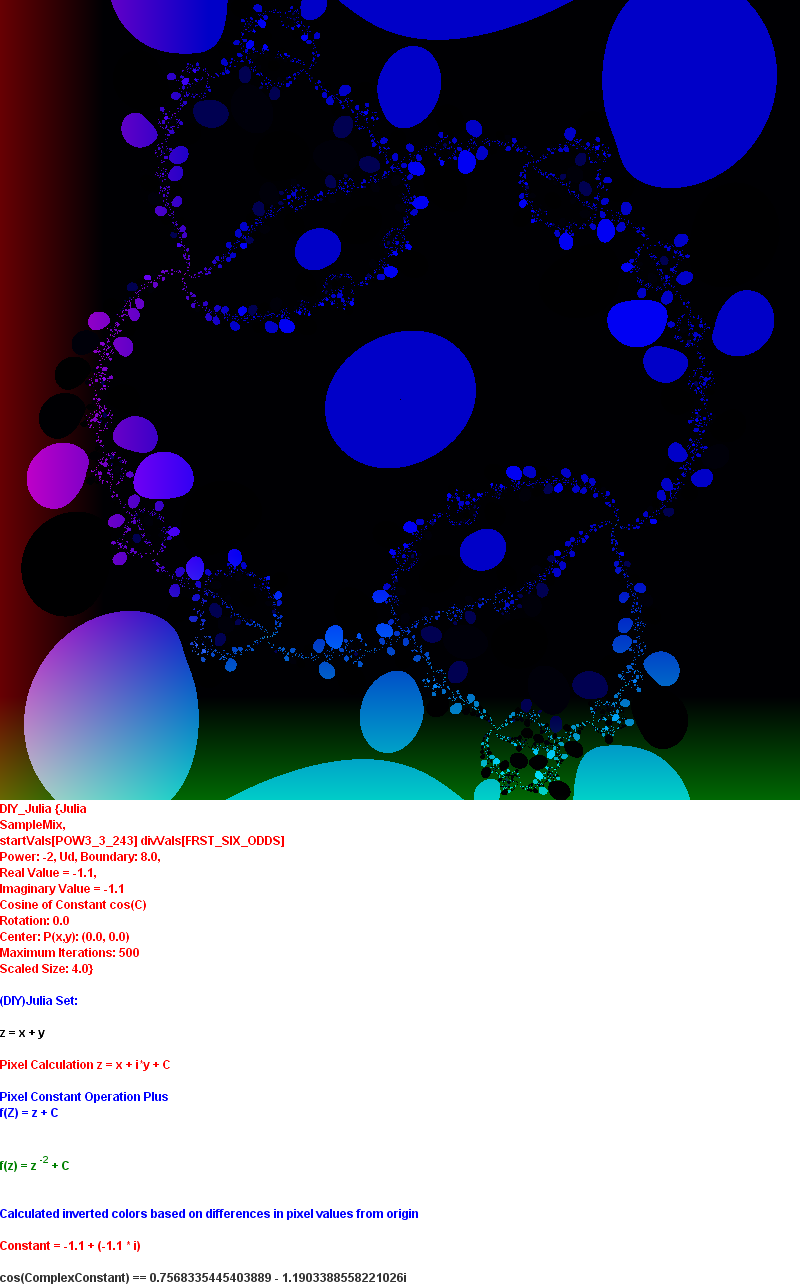 DIY_Julia {Julia
SampleMix,
startVals[POW3_3_243] divVals[FRST_SIX_ODDS]
Power: -2, Ud, Boundary: 8.0,
Real Value = -1.1,
Imaginary Value = -1.1
Cosine of Constant cos(C)
Rotation: 0.0
Center: P(x,y): (0.0, 0.0)
Maximum Iterations: 500
Scaled Size: 4.0}
(DIY)Julia Set:
z = x + y
Pixel Calculation z = x + i*y + C
Pixel Constant Operation Plus
f(Z) = z + C
f(z) = z -2 + C
Calculated inverted colors based on differences in pixel values from origin
Constant = -1.1 + (-1.1 * i)
cos(ComplexConstant) == 0.7568335445403889 - 1.1903388558221026i